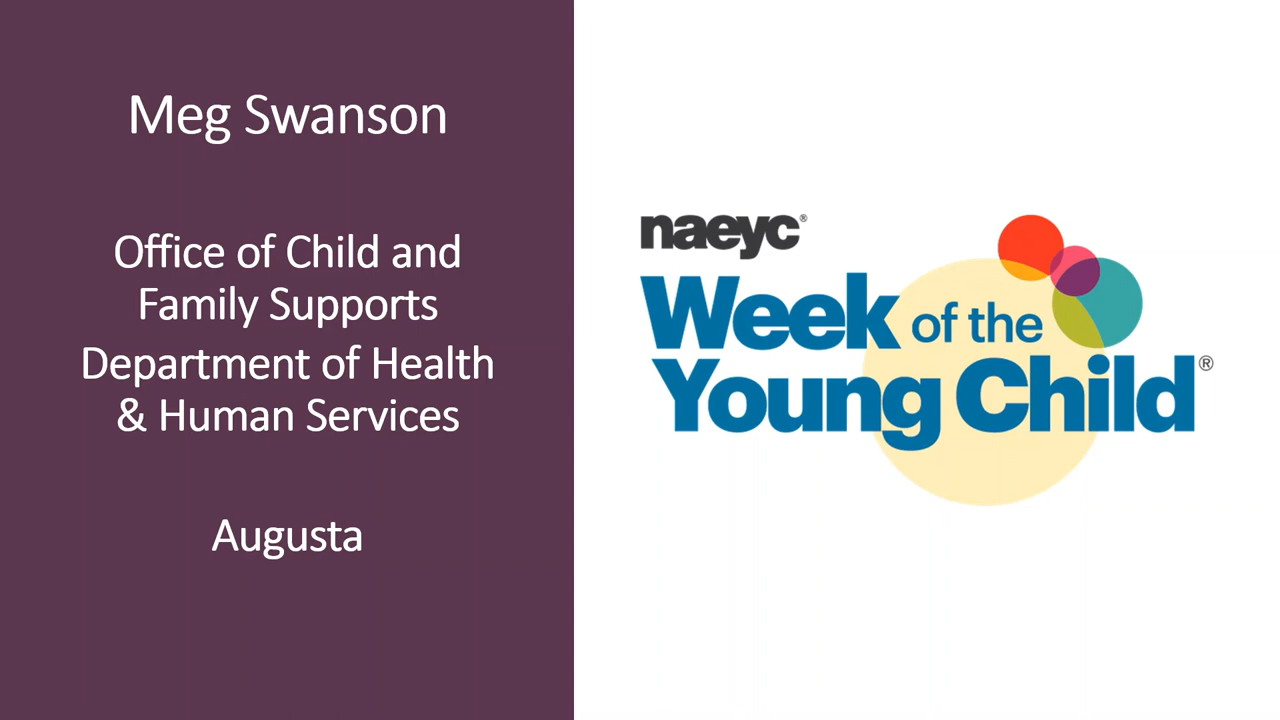 Meg Swanson
Office of Child and
Family Supports
Department of Health
& Human Services
Augusta
naeyc®
Week of the
Young Child®